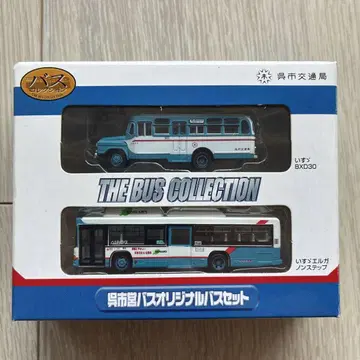 バス
コレクション
呉市交通局
いすゞ
BXD30
THE BUS COLLECTION
いすゞエルガ
ノンステップ
呉市営バスオリジナルバスセット